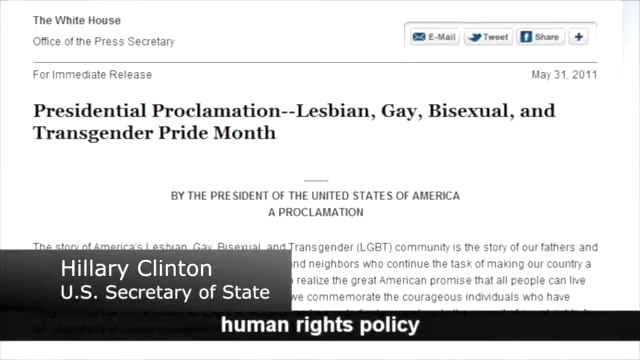 The White House
Office of the Press Secretary
E-Mail Tweet Share
For Immediate Release May 31, 2011
Presidential Proclamation--Lesbian, Gay, Bisexual, and
Transgender Pride Month
BY THE PRESIDENT OF THE UNITED STATES OF AMERICA
A PROCLAMATION
The story of America's Lesbian, Gay, Bisexual, and Transgender (LGBT) community is the story of our fathers and
and neighbors who continue the task of making our country a
to realize the great American promise that all people can live
we commemorate the courageous individuals who have
Hillary Clinton
U.S. Secretary of State
human rights policy